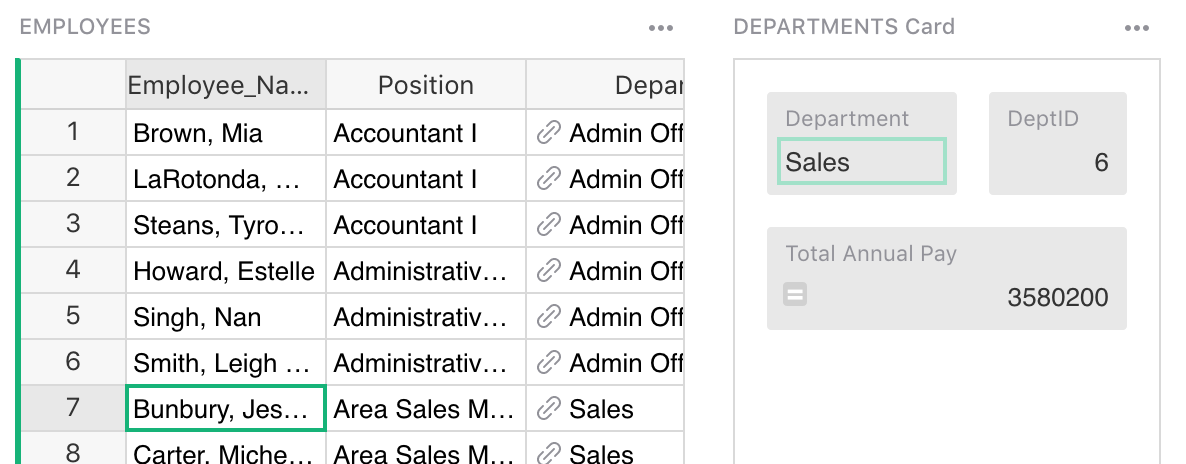 EMPLOYEES
Employee_Na... Position Depar
1 Brown, Mia Accountant I Admin Off
2 LaRotonda, ... Accountant I Admin Off
3 Steans, Tyro... Accountant I Admin Off
4 Howard, Estelle Administrativ... Admin Off
5 Singh, Nan Administrativ... Admin Off
6 Smith, Leigh ... Administrativ... Admin Off
7 Bunbury, Jes... Area Sales M... Sales
8 Carter, Miche... Area Sales M... Sales
DEPARTMENTS Card
Department
Sales
DeptID
6
Total Annual Pay
= 3580200